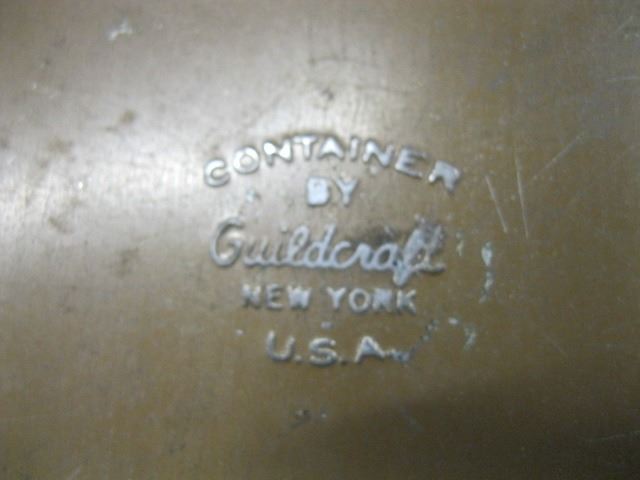 CONTAINER
BY
Guildcraft
NEW YORK
U.S.A.